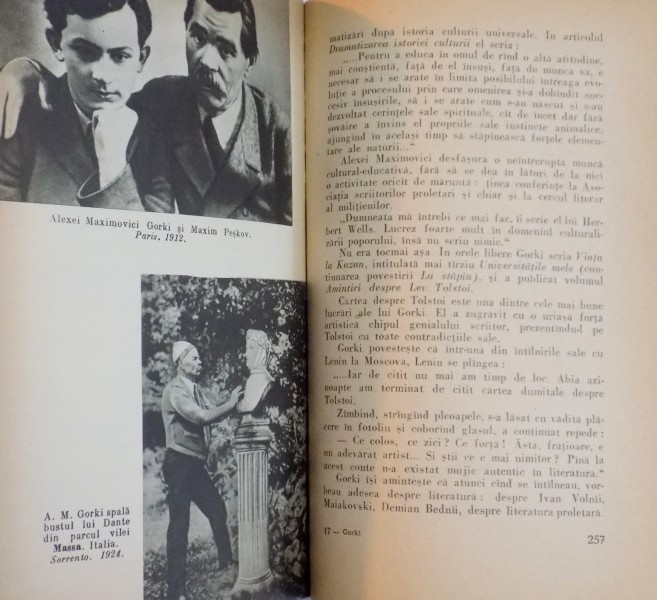 Alexei Maximovici Gorki și Maxim Peșkov.
Paris. 1912.
A. M. Gorki spală
bustul lui Dante
din parcul vilei
Massa. Italia.
Sorrento. 1924.
matizări după istoria culturii universale. In articolul
Dramatizarea istoriei culturii el scria:
„...Pentru a educa în omul de rînd o altă atitudine,
mai conștientă, față de el însuși, față de munca sa, e
necesar să i se arate în limita posibilului întreaga evo-
luție a procesului prin care omenirea și-a dobîndit suc-
cesiv însușirile, să i se arate cum s-au născut și s-au
dezvoltat cerințele sale spirituale, cît de încet dar fără
șovăire a învins el propriile sale instincte animalice,
ajungînd în același timp să stăpînească forțele elemen-
tare ale naturii...“
Alexei Maximovici desfășura o neîntreruptă muncă
cultural-educativă, fără să se dea în lături de la nici
o activitate oricît de măruntă: ținea conferințe la Aso-
ciația scriitorilor proletari și chiar și la cercul literar
al milițienilor.
„Dumneata mă întrebi ce mai fac, îi scrie el lui Her-
bert Wells. Lucrez foarte mult în domeniul culturali-
zării poporului, însă nu scriu nimic.“
Nu era tocmai așa. In orele libere Gorki scria Viața
la Kazan, intitulată mai tîrziu Universitățile mele (con-
tinuarea povestirii La stăpîn), și a publicat volumul
Amintiri despre Lev Tolstoi.
Cartea despre Tolstoi este una dintre cele mai bune
lucrări ale lui Gorki. El a zugrăvit cu o uriașă forță
artistică chipul genialului scriitor, prezentîndu-l pe
Tolstoi cu toate contradicțiile sale.
Gorki povestește că într-una din întîlnirile sale cu
Lenin la Moscova, Lenin se plîngea:
„...Iar de citit nu mai am timp de loc. Abia azi-
noapte am terminat de citit cartea dumitale despre
Tolstoi.
Zîmbind, strîngînd pleoapele, s-a lăsat cu vădită plă-
cere în fotoliu și coborînd glasul, a continuat repede:
— Ce colos, ce zici? Ce forță! Ăsta, frățioare, e
un adevărat artist... Și știi ce e mai uimitor? Pînă la
acest conte n-a existat mujic autentic în literatură.“
Gorki își amintește că atunci cînd se întîlneau, vor-
beau adesea despre literatură: despre Ivan Volnîi,
Maiakovski, Demian Bednîi, despre literatura proletară.
17 — Gorki
257